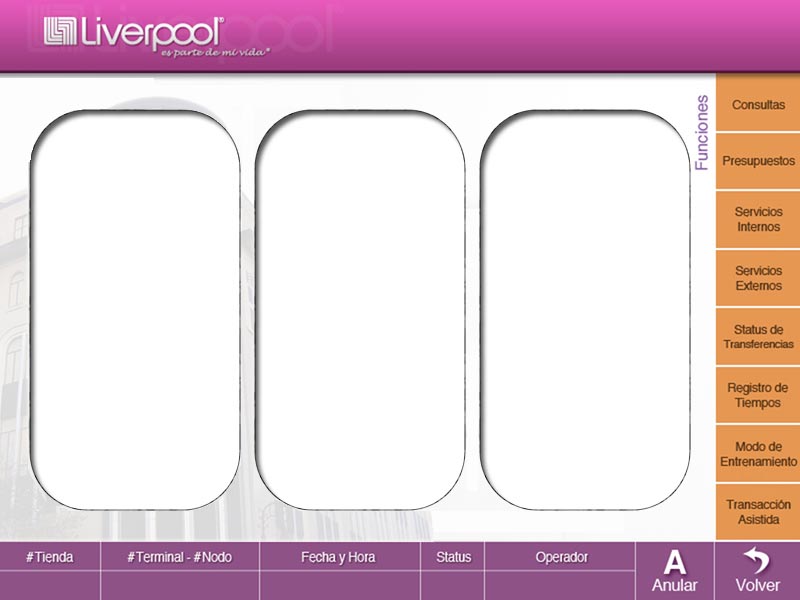 Liverpool®
es parte de mi vida®
Funciones
Consultas
Presupuestos
Servicios
Internos
Servicios
Externos
Status de
Transferencias
Registro de
Tiempos
Modo de
Entrenamiento
Transacción
Asistida
#Tienda
#Terminal - #Nodo
Fecha y Hora
Status
Operador
A
Anular
Volver